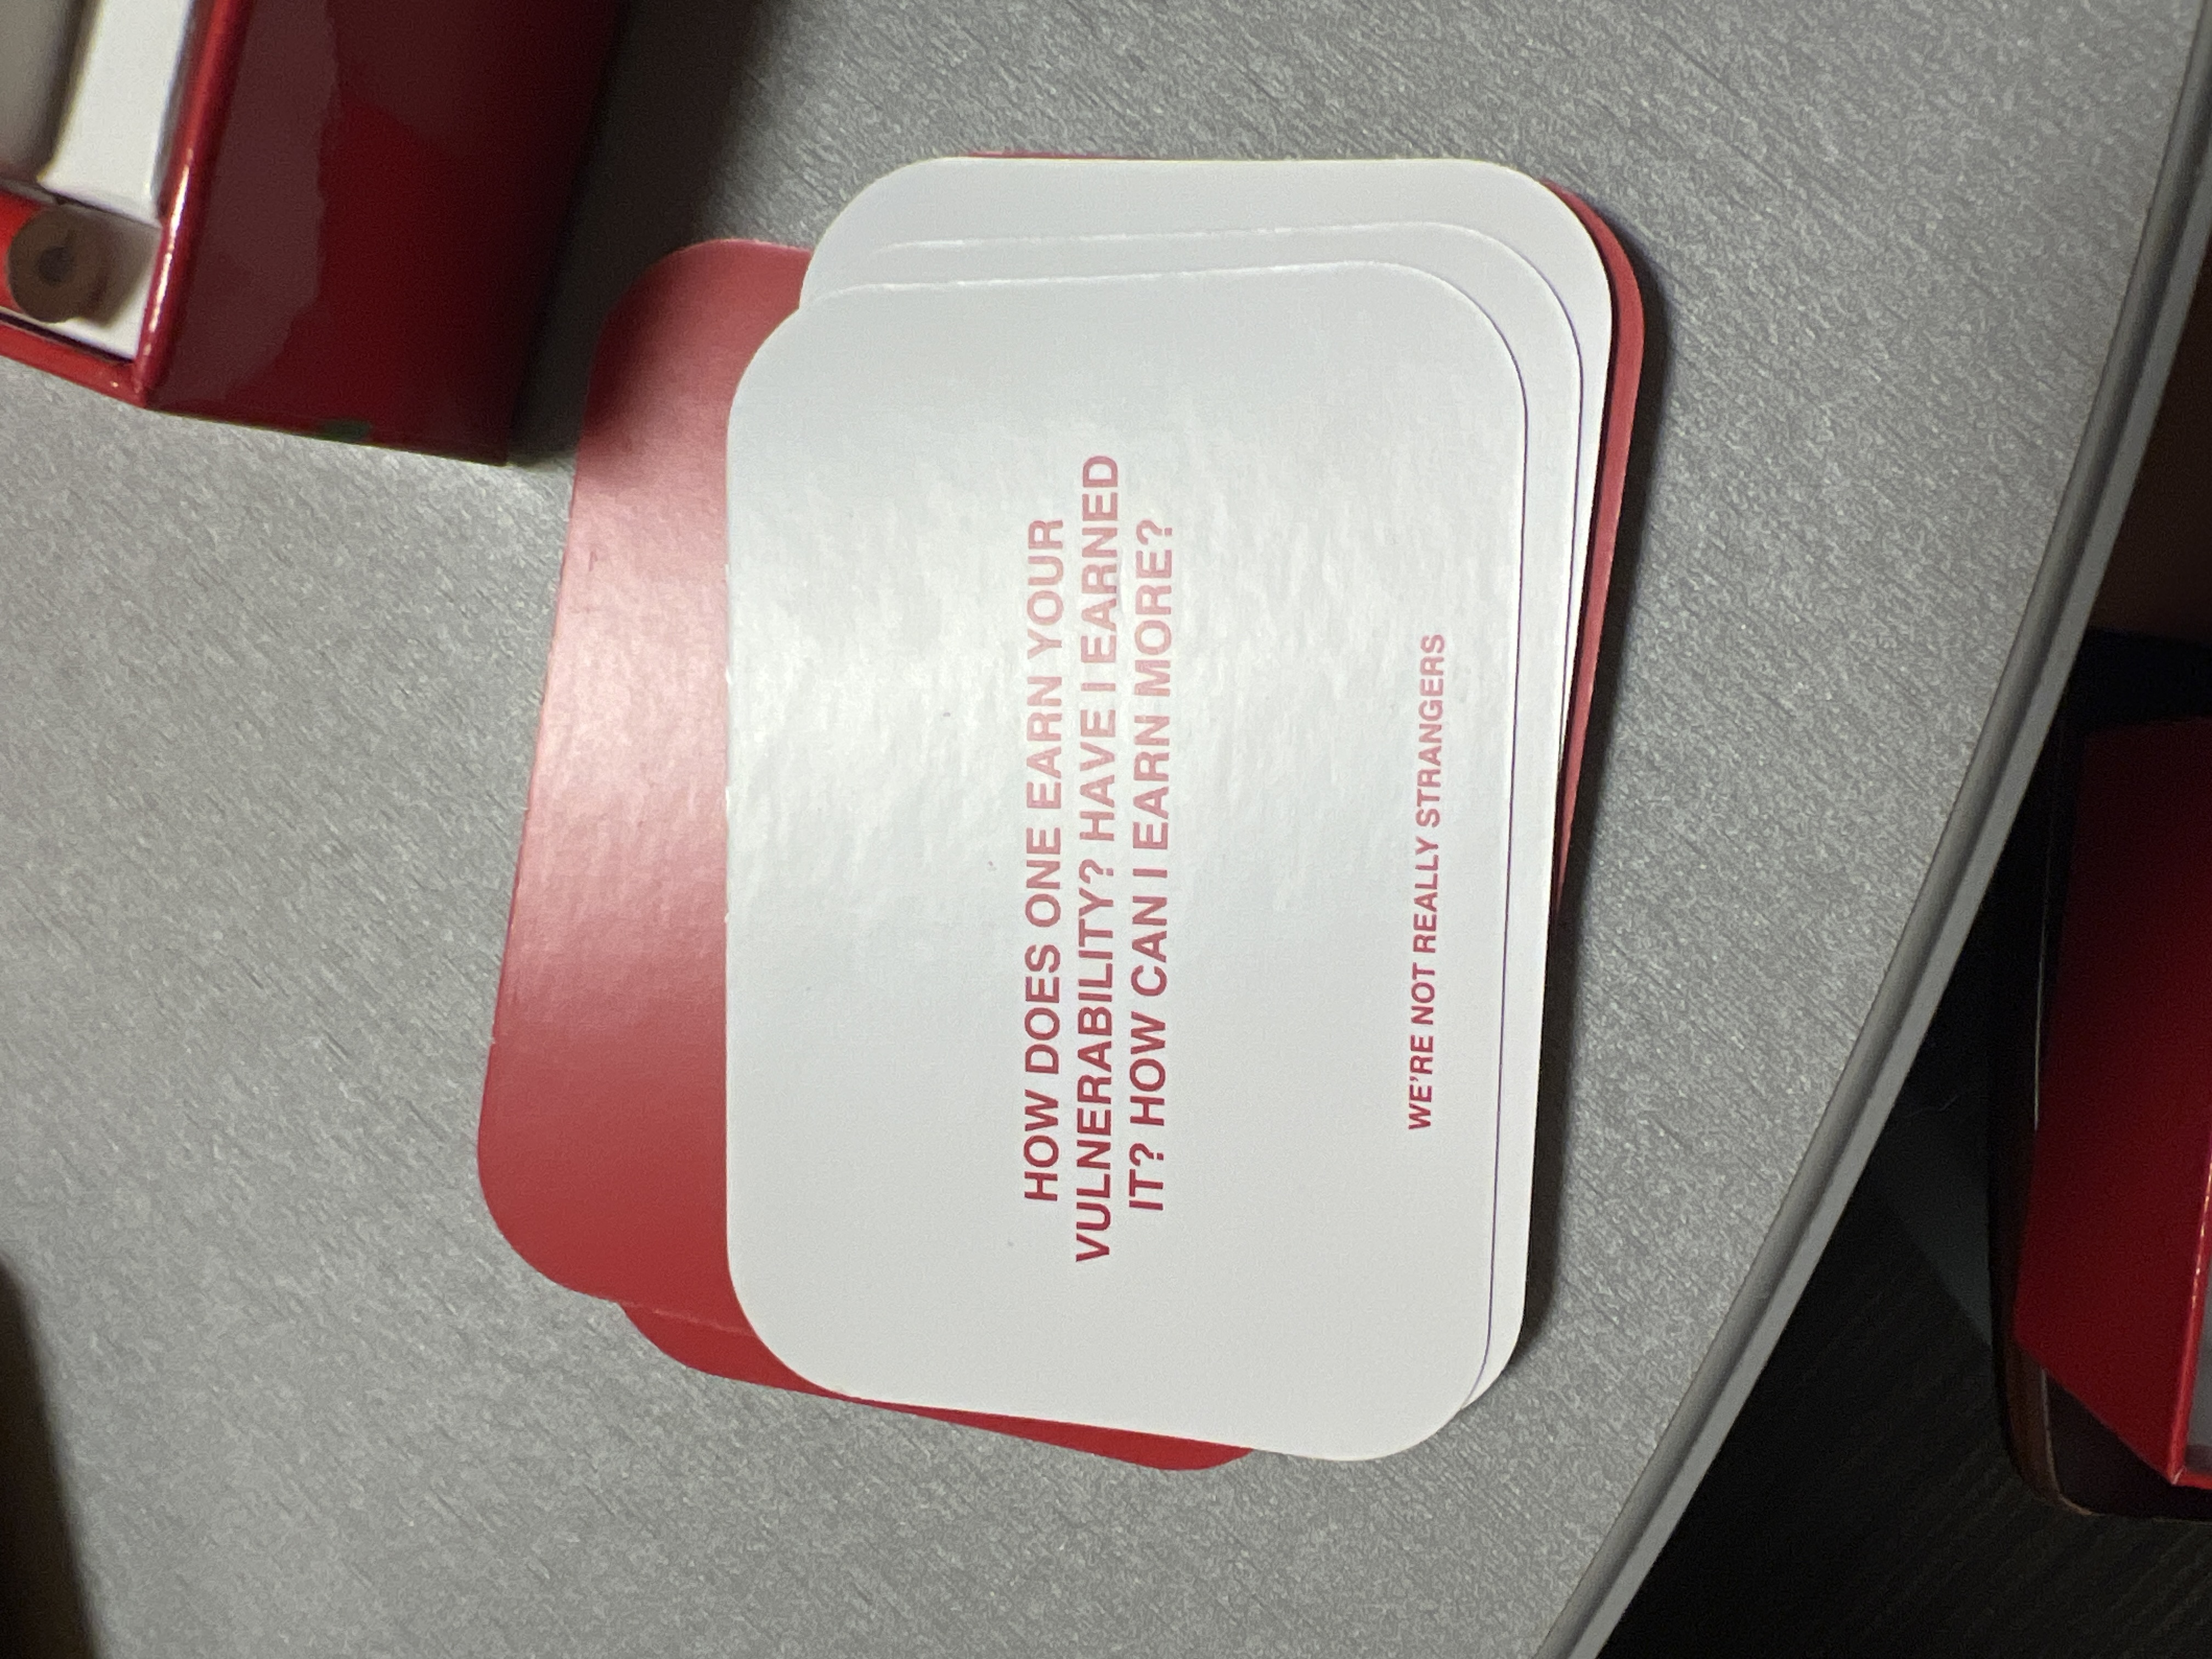 HOW DOES ONE EARN YOUR
VULNERABILITY? HAVE I EARNED
IT? HOW CAN I EARN MORE?
WE'RE NOT REALLY STRANGERS